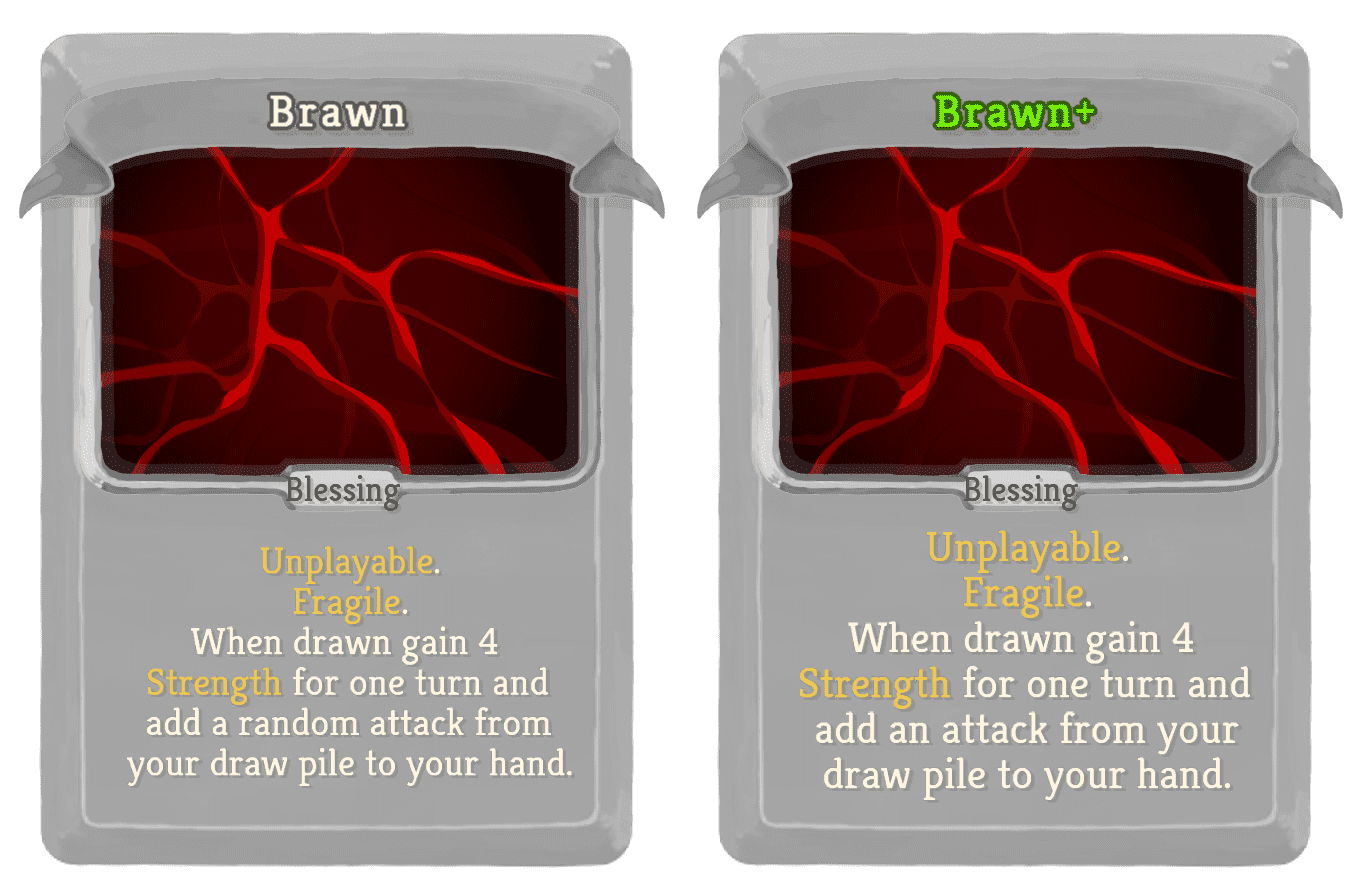 Brawn
Blessing
Unplayable.
Fragile.
When drawn gain 4
Strength for one turn and
add a random attack from
your draw pile to your hand.
Brawn+
Blessing
Unplayable.
Fragile.
When drawn gain 4
Strength for one turn and
add an attack from your
draw pile to your hand.